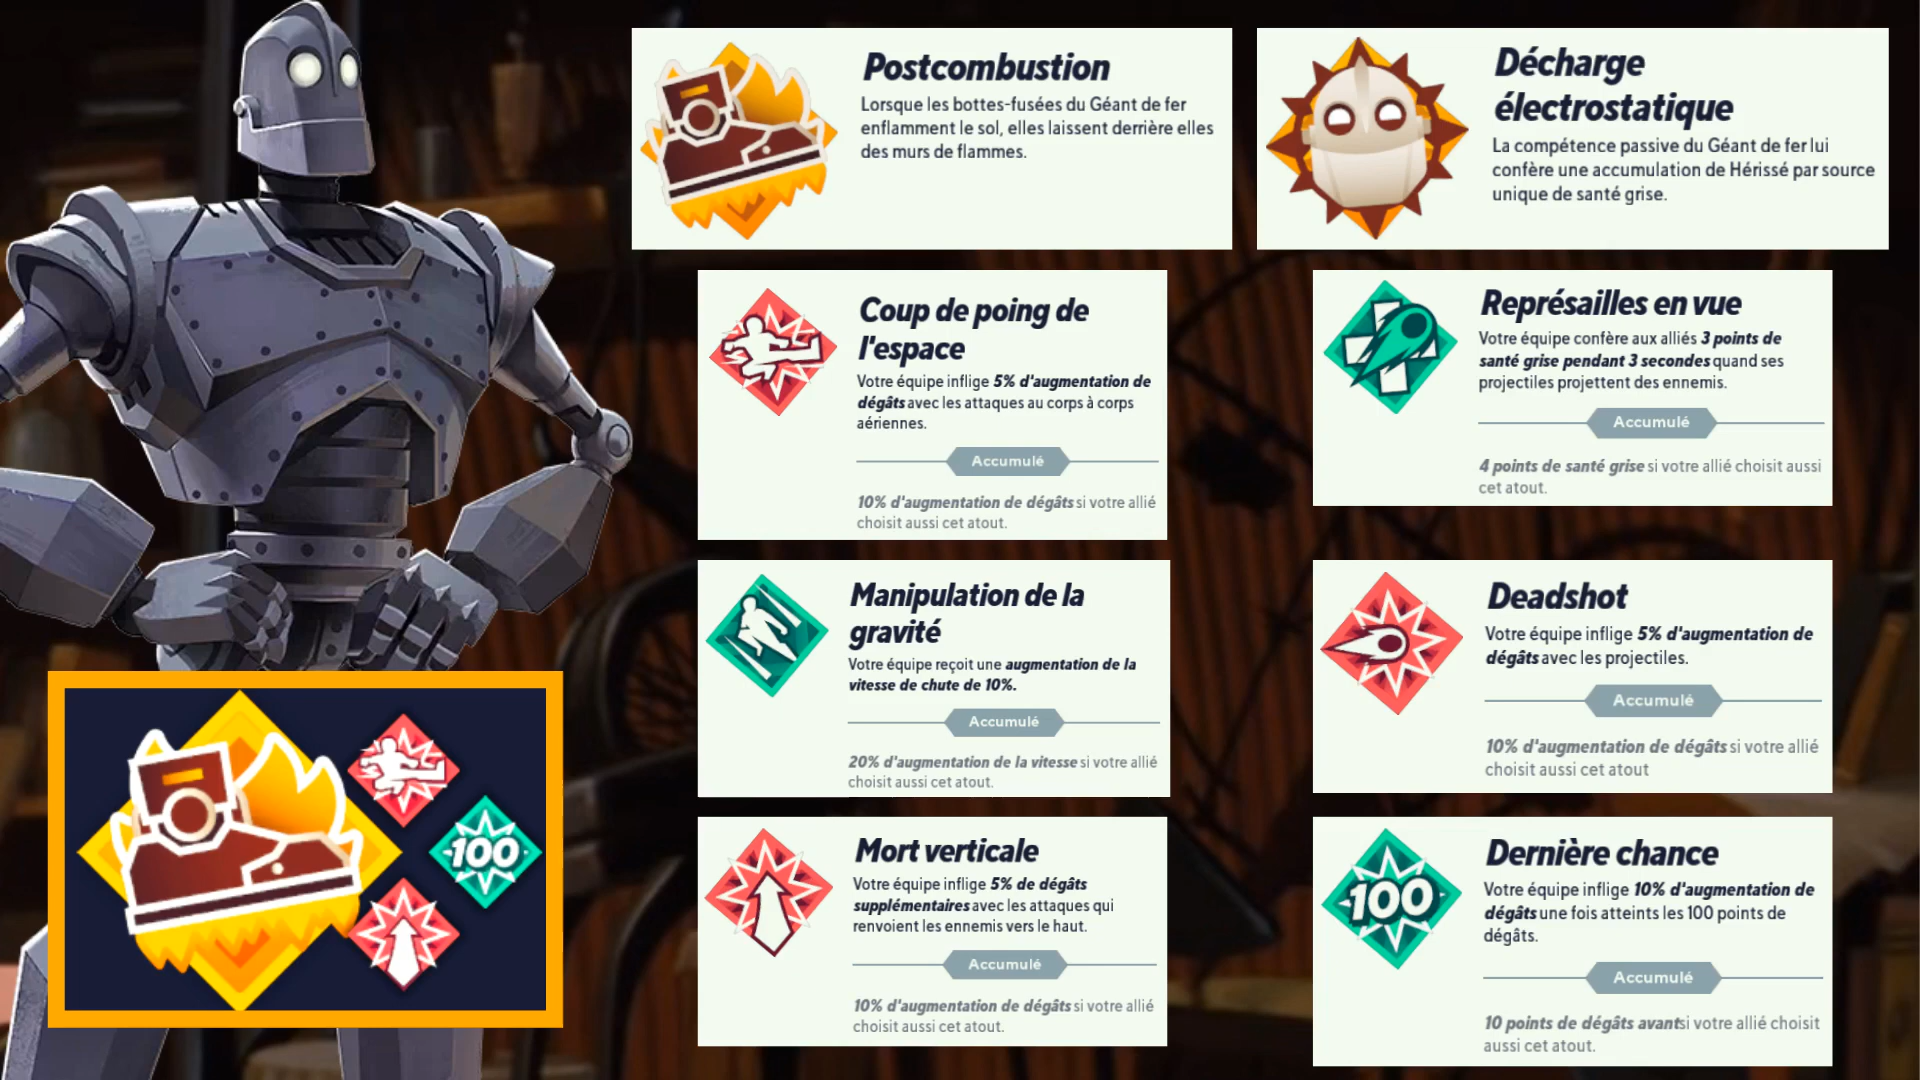 Postcombustion
Lorsque les bottes-fusées du Géant de fer
enflamment le sol, elles laissent derrière elles
des murs de flammes.
Décharge
électrostatique
La compétence passive du Géant de fer lui
confère une accumulation de Hérissé par source
unique de santé grise.
Coup de poing de
l'espace
Votre équipe inflige 5% d'augmentation de
dégâts avec les attaques au corps à corps
aériennes.
Accumulé
10% d'augmentation de dégâts si votre allié
choisit aussi cet atout.
Représailles en vue
Votre équipe confère aux alliés 3 points de
santé grise pendant 3 secondes quand ses
projectiles projettent des ennemis.
Accumulé
4 points de santé grise si votre allié choisit aussi
cet atout.
Manipulation de la
gravité
Votre équipe reçoit une augmentation de la
vitesse de chute de 10%.
Accumulé
20% d'augmentation de la vitesse si votre allié
choisit aussi cet atout.
Deadshot
Votre équipe inflige 5% d'augmentation de
dégâts avec les projectiles.
Accumulé
10% d'augmentation de dégâts si votre allié
choisit aussi cet atout
Mort verticale
Votre équipe inflige 5% de dégâts
supplémentaires avec les attaques qui
renvoient les ennemis vers le haut.
Accumulé
10% d'augmentation de dégâts si votre allié
choisit aussi cet atout.
100
Dernière chance
Votre équipe inflige 10% d'augmentation de
dégâts une fois atteints les 100 points de
dégâts.
Accumulé
10 points de dégâts avant si votre allié choisit
aussi cet atout.
100